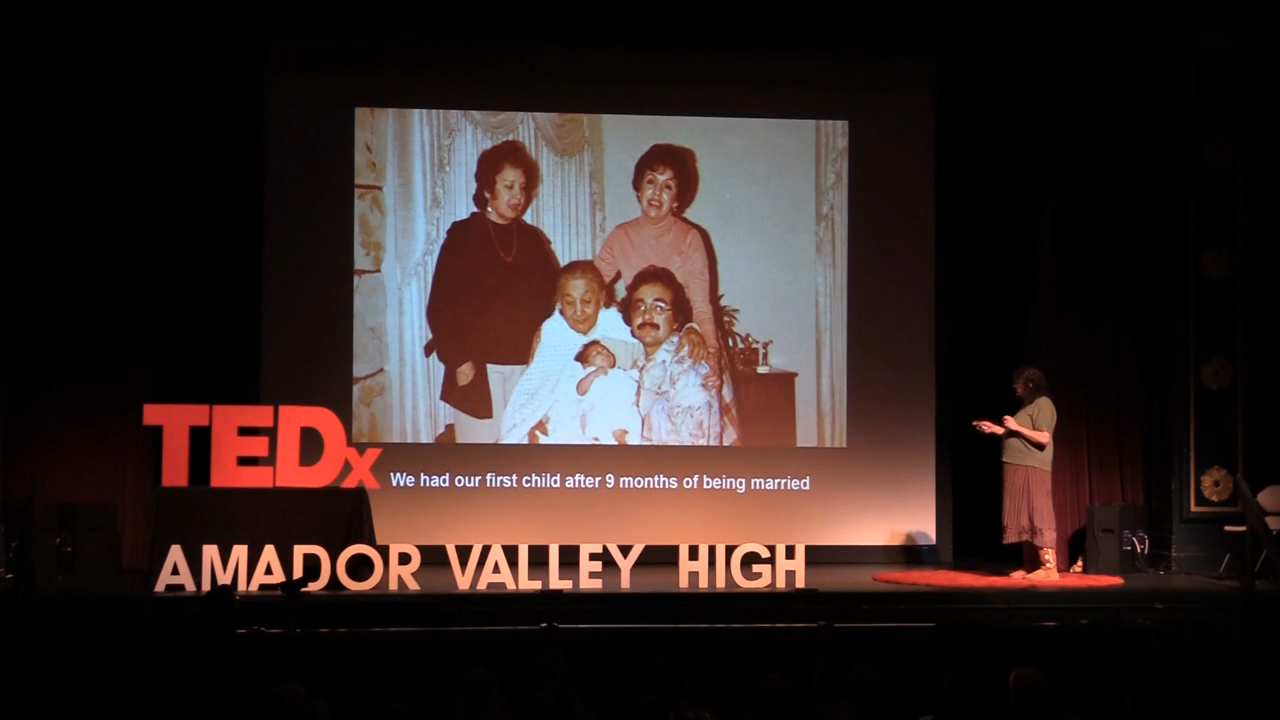 TEDx
We had our first child after 9 months of being married
AMADOR VALLEY HIGH